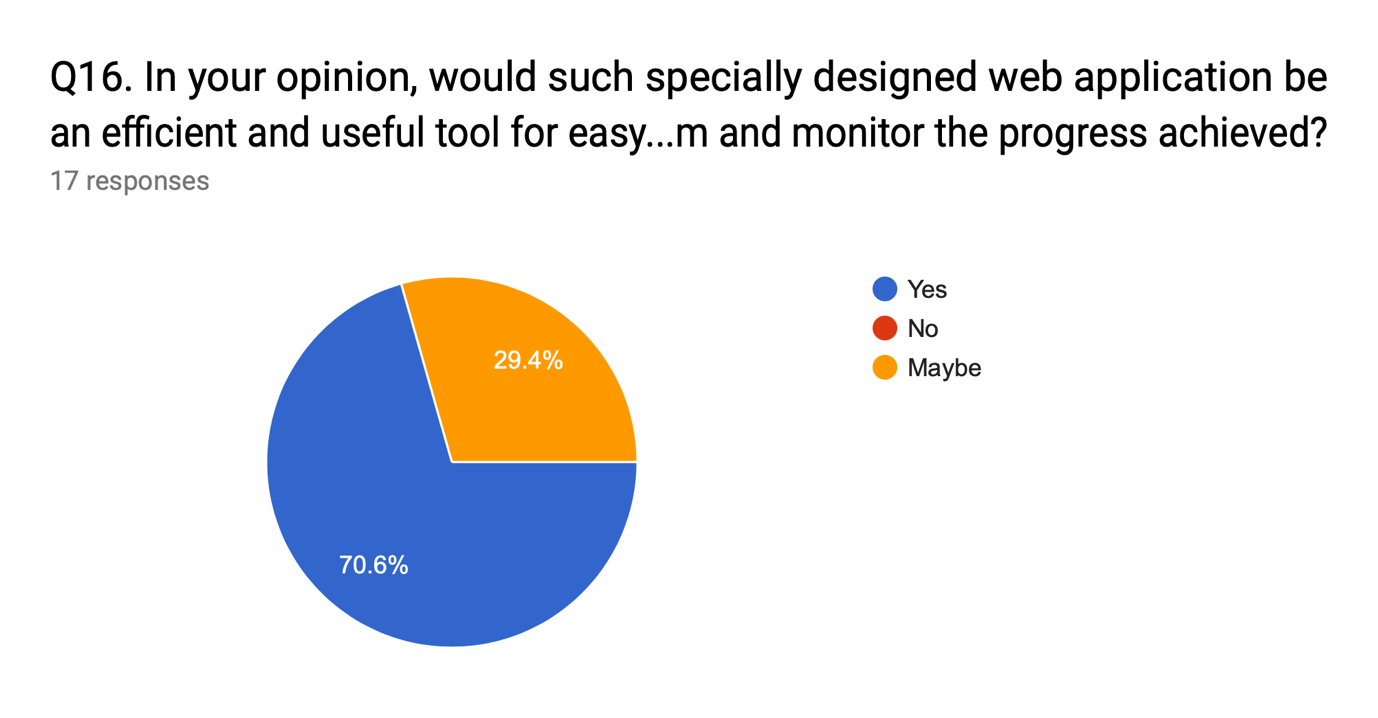 Q16. In your opinion, would such specially designed web application be
an efficient and useful tool for easy...m and monitor the progress achieved?
17 responses
Yes
No
Maybe
29.4%
70.6%